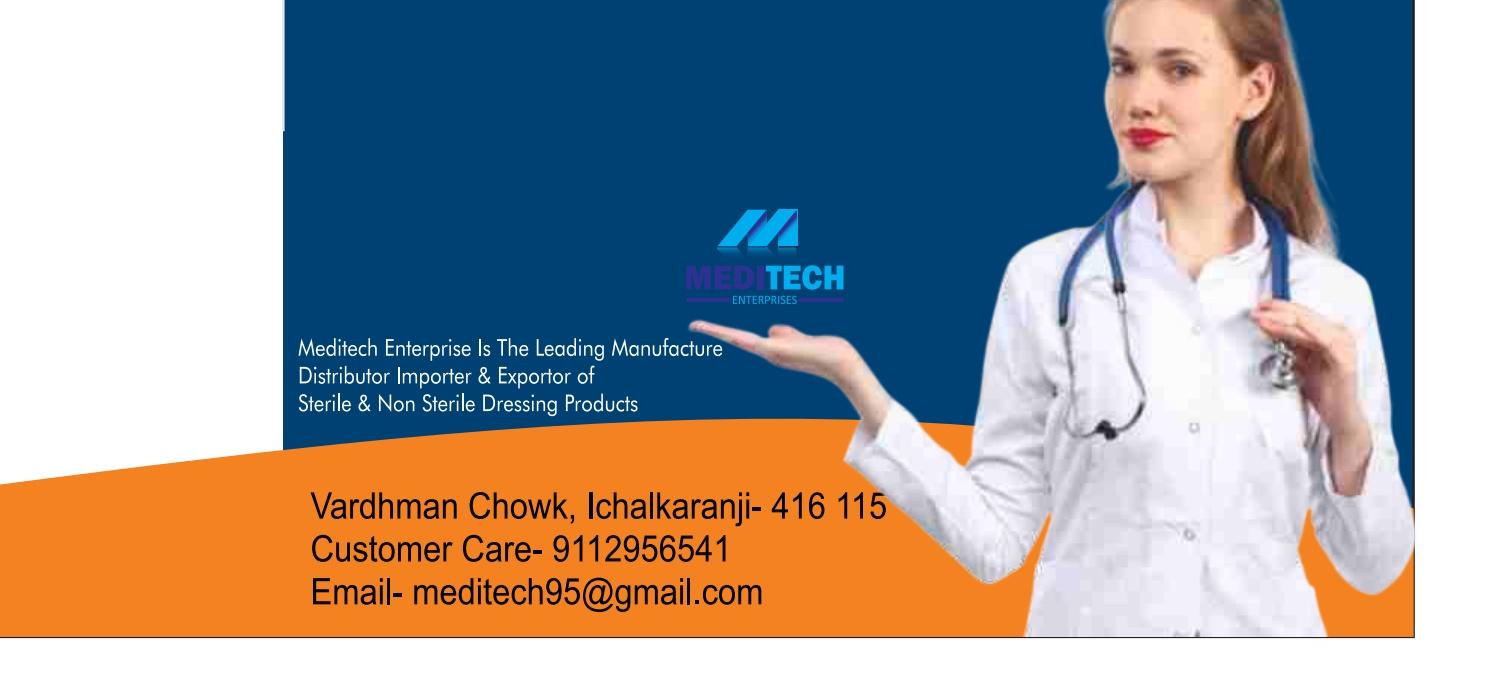 MEDITECH
ENTERPRISES
Meditech Enterprise Is The Leading Manufacture
Distributor Importer & Exportor of
Sterile & Non Sterile Dressing Products
Vardhman Chowk, Ichalkaranji- 416 115
Customer Care- 9112956541
Email- meditech95@gmail.com